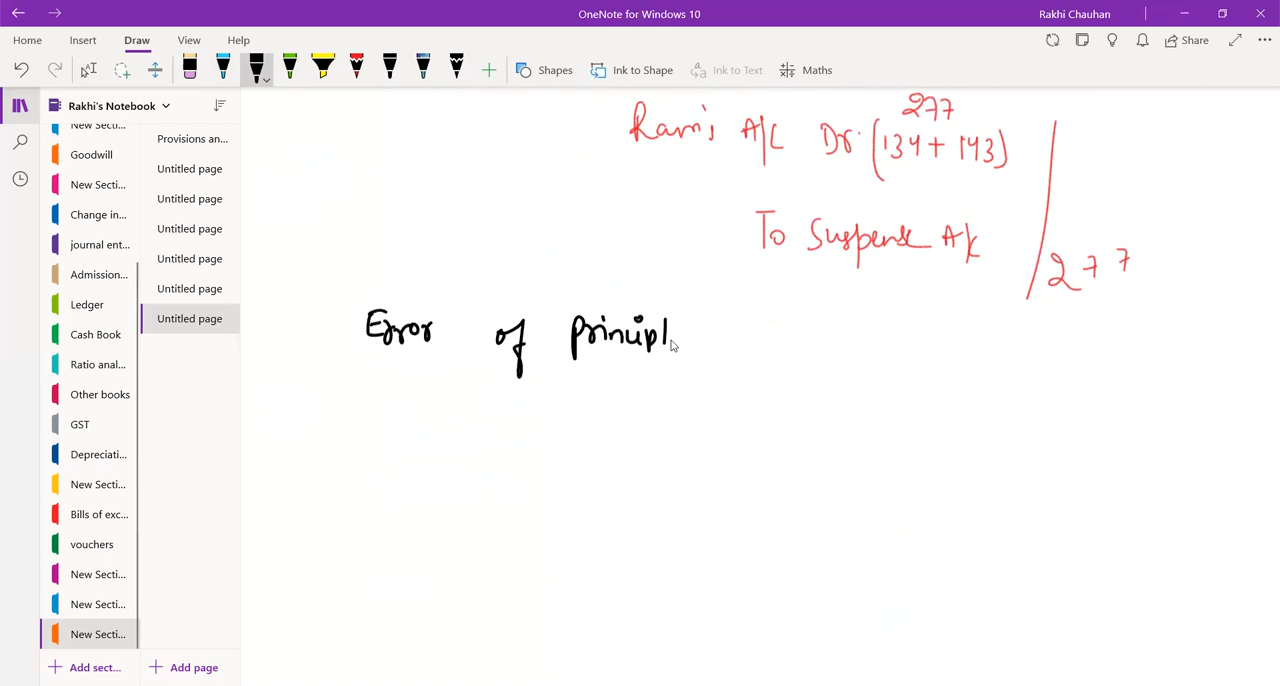 OneNote for Windows 10
Rakhi Chauhan
Home Insert Draw View Help
Share
Shapes
Ink to Shape
Ink to Text
Maths
Rakhi's Notebook
New Secti...
Goodwill
New Secti...
Change in...
journal ent...
Admission...
Ledger
Cash Book
Ratio anal...
Other books
GST
Depreciati...
New Secti...
Bills of exc...
vouchers
New Secti...
New Secti...
New Secti...
Add sect...
Provisions an...
Untitled page
Untitled page
Untitled page
Untitled page
Untitled page
Untitled page
Add page
277
Ram's A/c Dr. (134 + 143)
To Suspense A/c
277
Error of principl